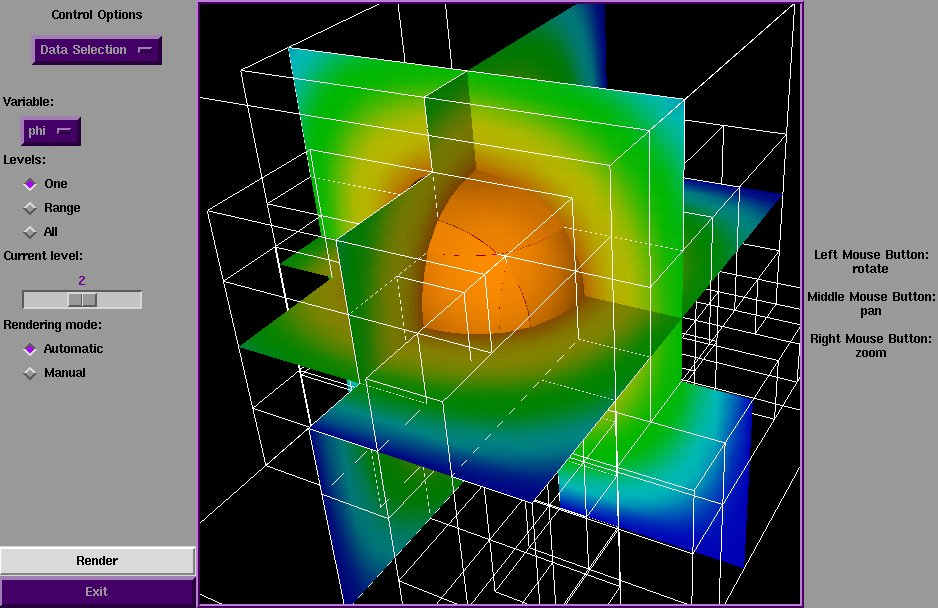 Control Options
Data Selection
Variable:
phi
Levels:
One
Range
All
Current level:
2
Rendering mode:
Automatic
Manual
Render
Exit
Left Mouse Button:
rotate
Middle Mouse Button:
pan
Right Mouse Button:
zoom